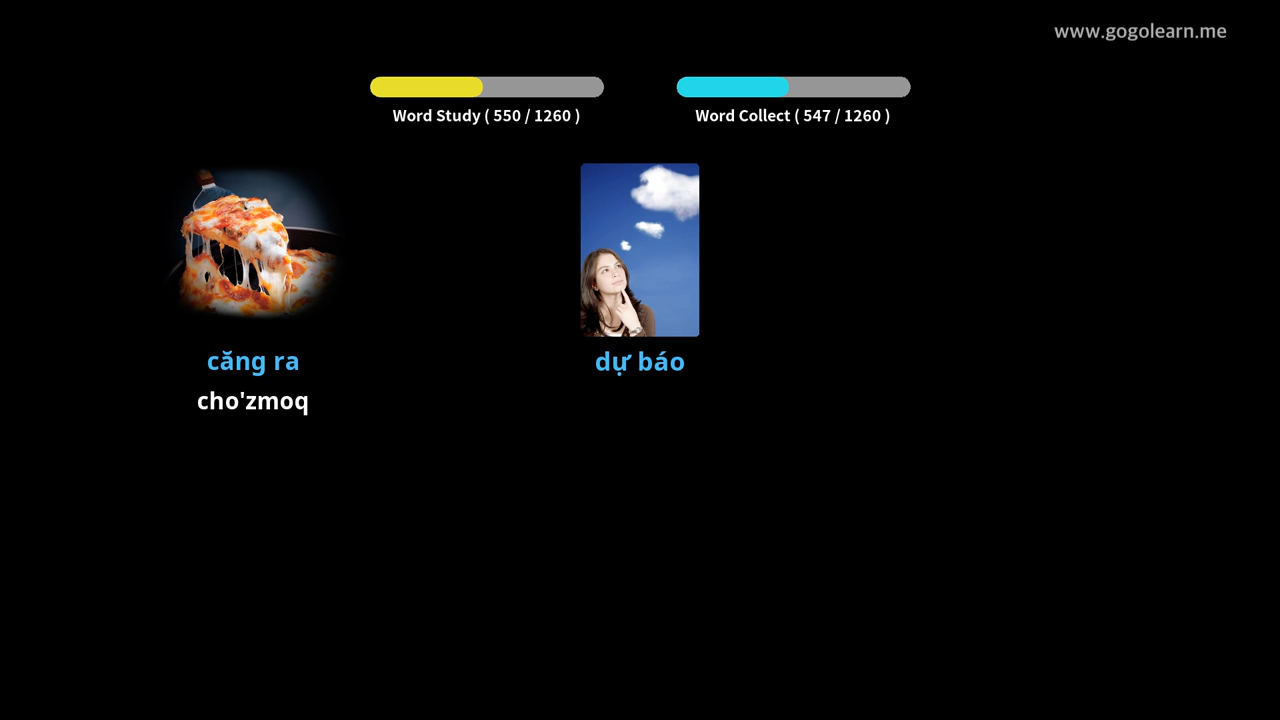 www.gogolearn.me
Word Study ( 550 / 1260 )
Word Collect ( 547 / 1260 )
căng ra
cho'zmoq
dự báo